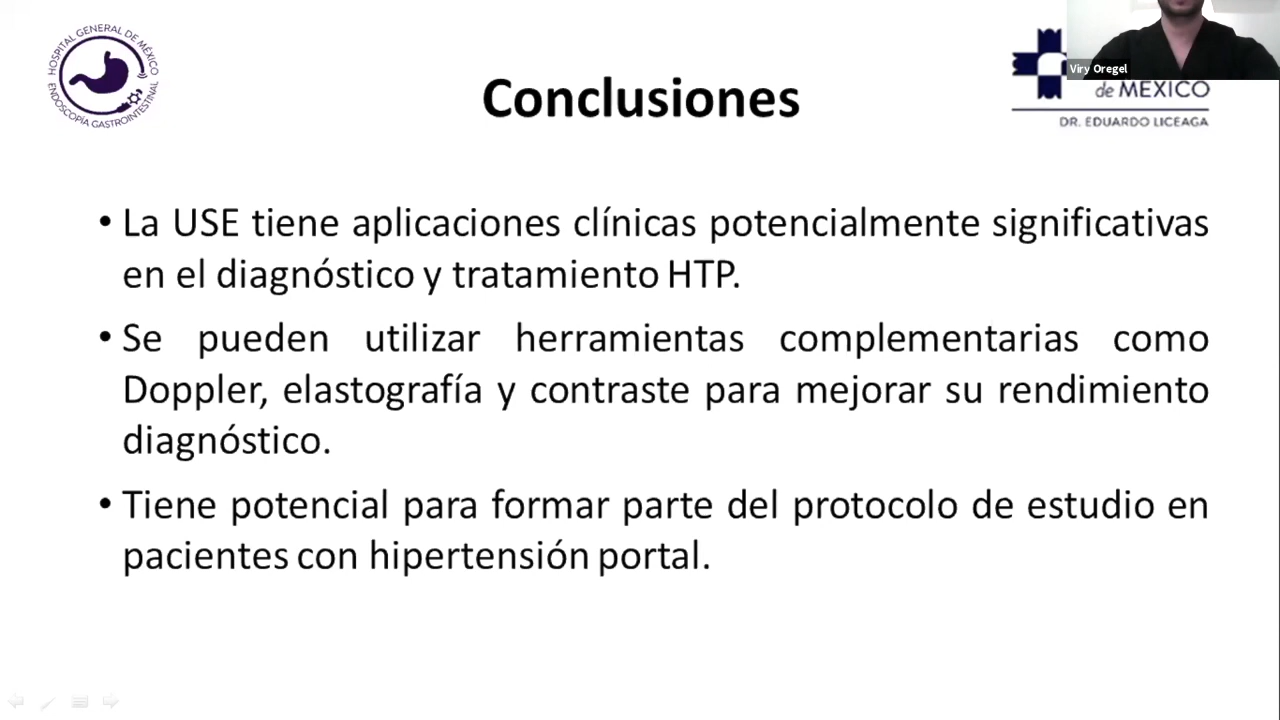 HOSPITAL GENERAL DE MÉXICO
ENDOSCOPÍA GASTROINTESTINAL
Viry Oregel
de MÉXICO
DR. EDUARDO LICEAGA
Conclusiones
• La USE tiene aplicaciones clínicas potencialmente significativas
en el diagnóstico y tratamiento HTP.
• Se pueden utilizar herramientas complementarias como
Doppler, elastografía y contraste para mejorar su rendimiento
diagnóstico.
• Tiene potencial para formar parte del protocolo de estudio en
pacientes con hipertensión portal.